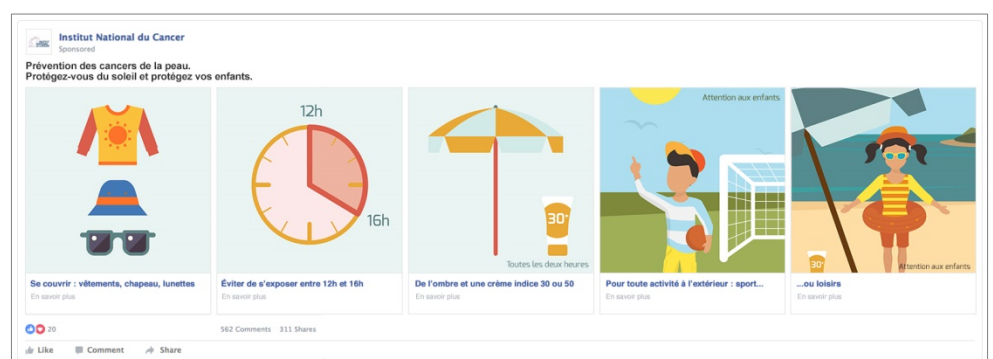 Institut National du Cancer
Sponsored
Prévention des cancers de la peau.
Protégez-vous du soleil et protégez vos enfants.
12h
16h
30+
Toutes les deux heures
Attention aux enfants
30+
Attention aux enfants
Se couvrir : vêtements, chapeau, lunettes
En savoir plus
Éviter de s'exposer entre 12h et 16h
En savoir plus
De l'ombre et une crème indice 30 ou 50
En savoir plus
Pour toute activité à l'extérieur : sport...
En savoir plus
...ou loisirs
En savoir plus
20
562 Comments 311 Shares
Like Comment Share